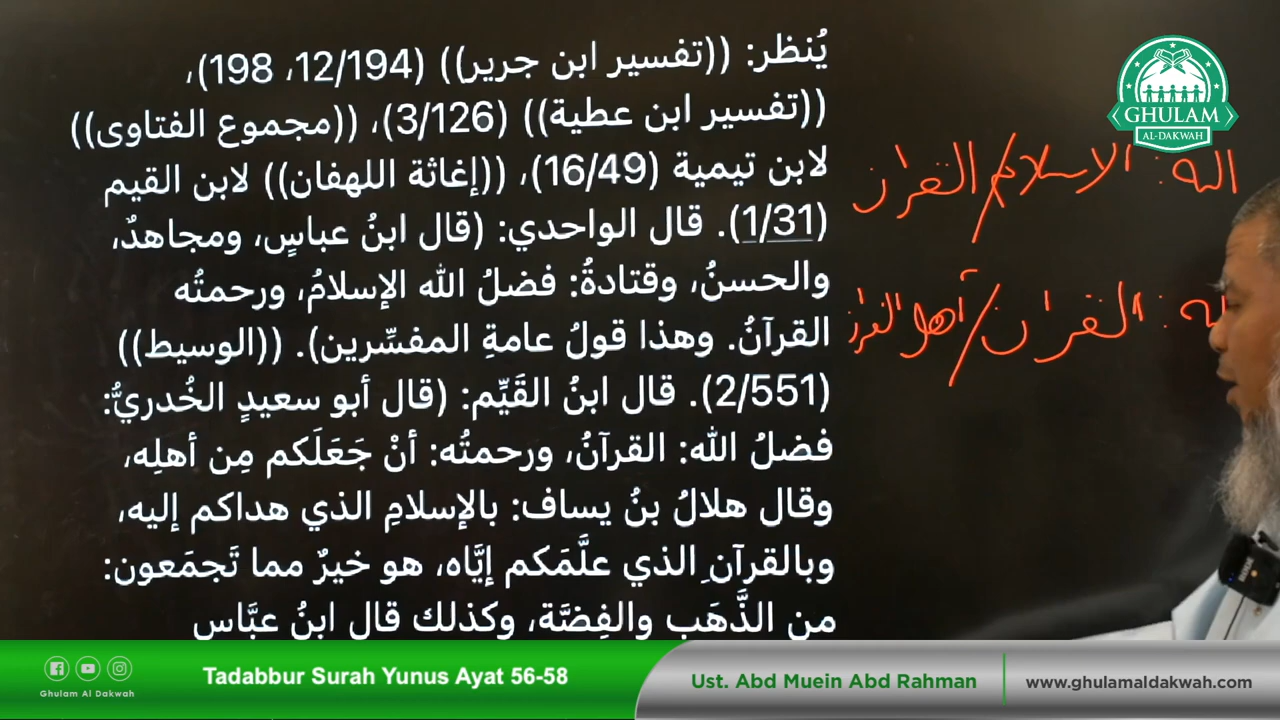 يُنظر: ((تفسير ابن جرير)) (12/194، 198)،
((تفسير ابن عطية)) (3/126)، ((مجموع الفتاوى))
لابن تيمية (16/49)، ((إغاثة اللهفان)) لابن القيم
(1/31). قال الواحدي: (قال ابنُ عباسٍ، ومجاهدٌ،
والحسنُ، وقتادةُ: فضلُ الله الإسلامُ، ورحمتُه
القرآنُ. وهذا قولُ عامةِ المفسِّرين). ((الوسيط))
(2/551). قال ابنُ القَيِّم: (قال أبو سعيدٍ الخُدريُّ:
فضلُ الله: القرآنُ، ورحمتُه: أنْ جَعَلَكم مِن أهلِه،
وقال هلالُ بنُ يساف: بالإسلامِ الذي هداكم إليه،
وبالقرآنِ الذي علَّمَكم إيَّاه، هو خيرٌ مما تَجمَعون:
من الذَّهَبِ والفِضَّة، وكذلك قال ابنُ عبَّاس
: الاسلام / القران
: القران / أهل القران
GHULAM
AL-DAKWAH
Ghulam Al Dakwah
Tadabbur Surah Yunus Ayat 56-58
Ust. Abd Muein Abd Rahman
www.ghulamaldakwah.com